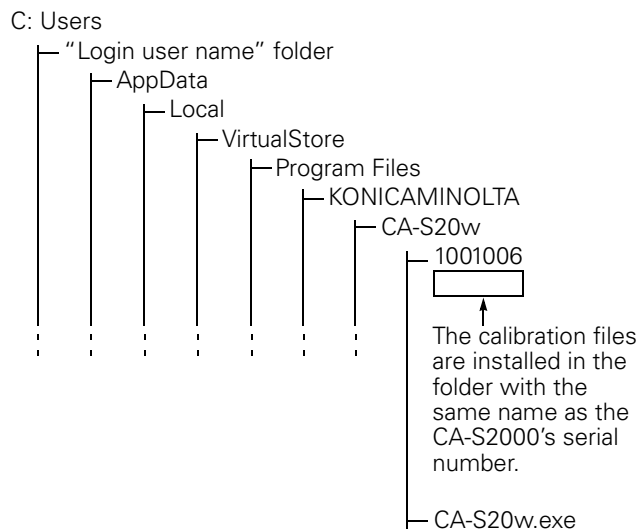 C: Users
“Login user name” folder
AppData
Local
VirtualStore
Program Files
KONICAMINOLTA
CA-S20w
1001006
The calibration files
are installed in the
folder with the
same name as the
CA-S2000's serial
number.
CA-S20w.exe